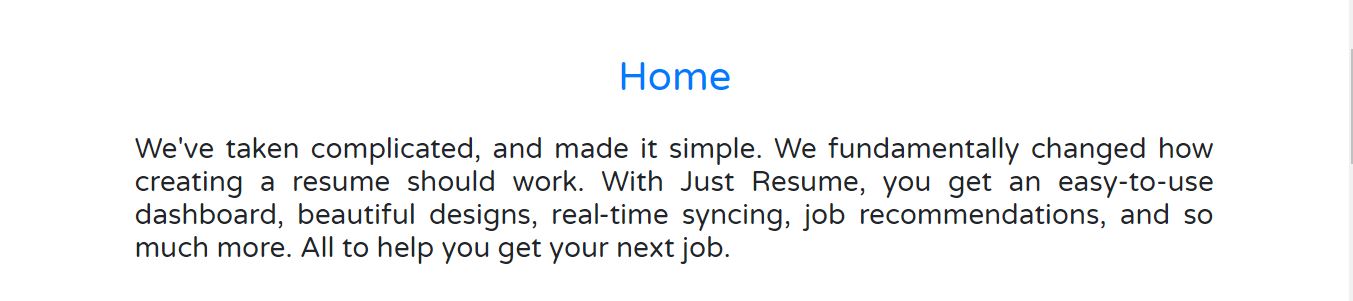 Home
We've taken complicated, and made it simple. We fundamentally changed how
creating a resume should work. With Just Resume, you get an easy-to-use
dashboard, beautiful designs, real-time syncing, job recommendations, and so
much more. All to help you get your next job.